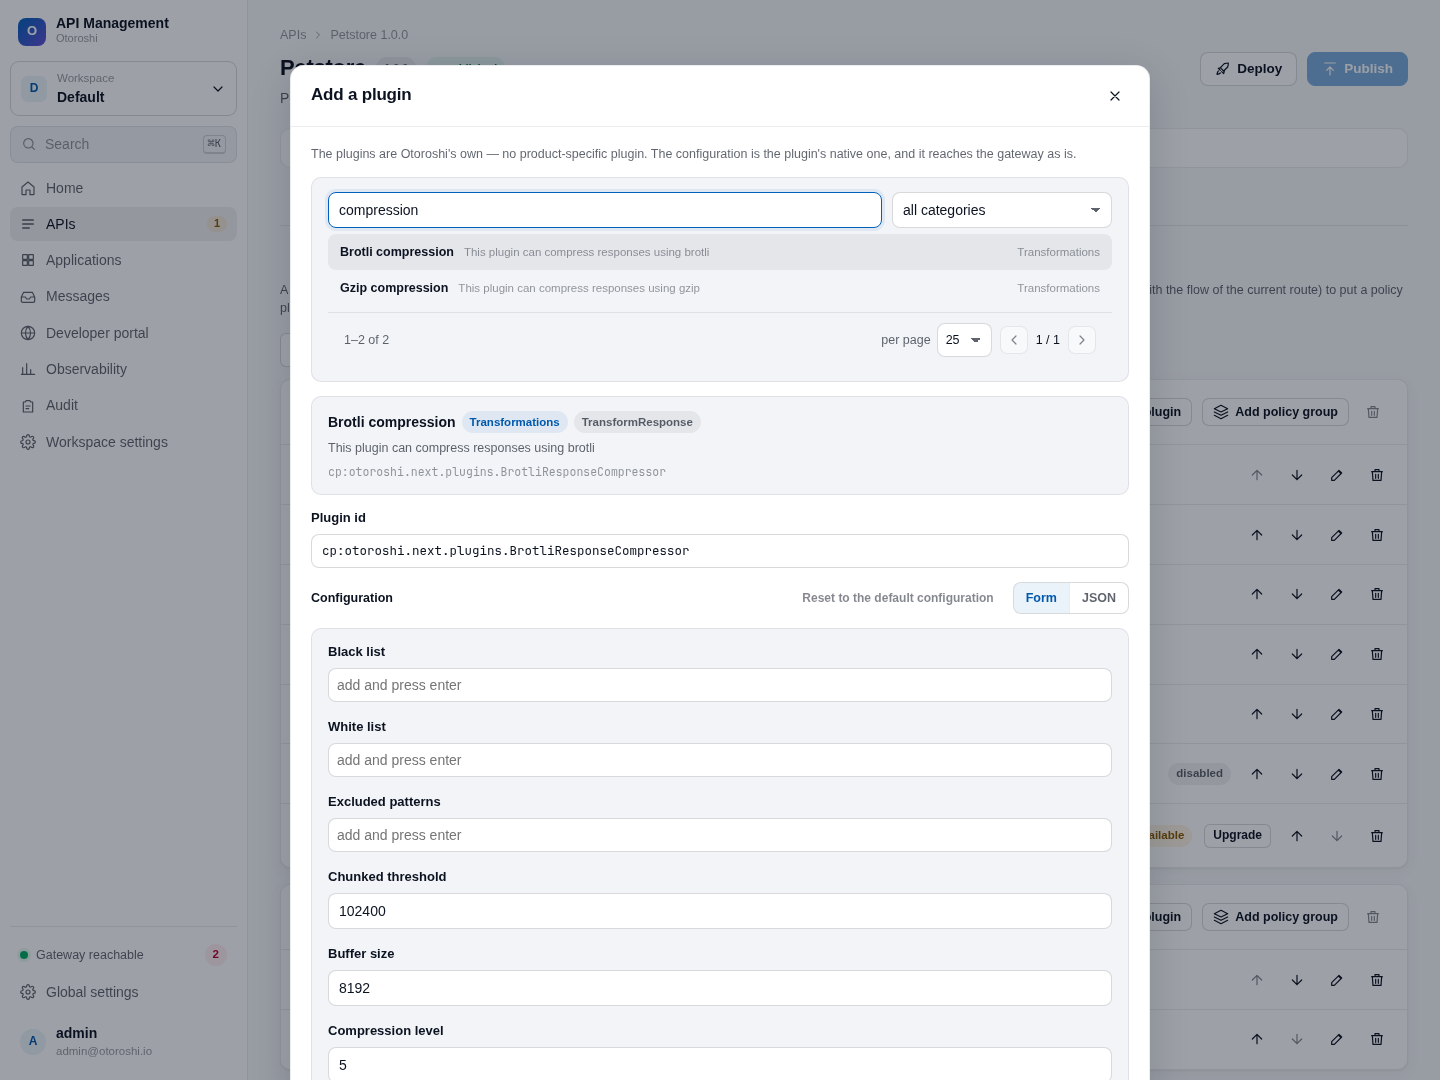 API Management
Otoroshi
Workspace
Default
Search
⌘K
Home
APIs
1
Applications
Messages
Developer portal
Observability
Audit
Workspace settings
Gateway reachable
2
Global settings
A
admin
admin@otoroshi.io
O
D
APIs
Petstore 1.0.0
Deploy
Publish
Add a plugin
The plugins are Otoroshi's own — no product-specific plugin. The configuration is the plugin's native one, and it reaches the gateway as is.
compression
all categories
Brotli compression
This plugin can compress responses using brotli
Transformations
Gzip compression
This plugin can compress responses using gzip
Transformations
1–2 of 2
per page
25
1 / 1
Brotli compression
Transformations
TransformResponse
This plugin can compress responses using brotli
cp:otoroshi.next.plugins.BrotliResponseCompressor
Plugin id
cp:otoroshi.next.plugins.BrotliResponseCompressor
Configuration
Reset to the default configuration
Form
JSON
Black list
add and press enter
White list
add and press enter
Excluded patterns
add and press enter
Chunked threshold
102400
Buffer size
8192
Compression level
5
the flow of the current route) to put a policy
Add policy group
disabled
Upgrade
Add policy group